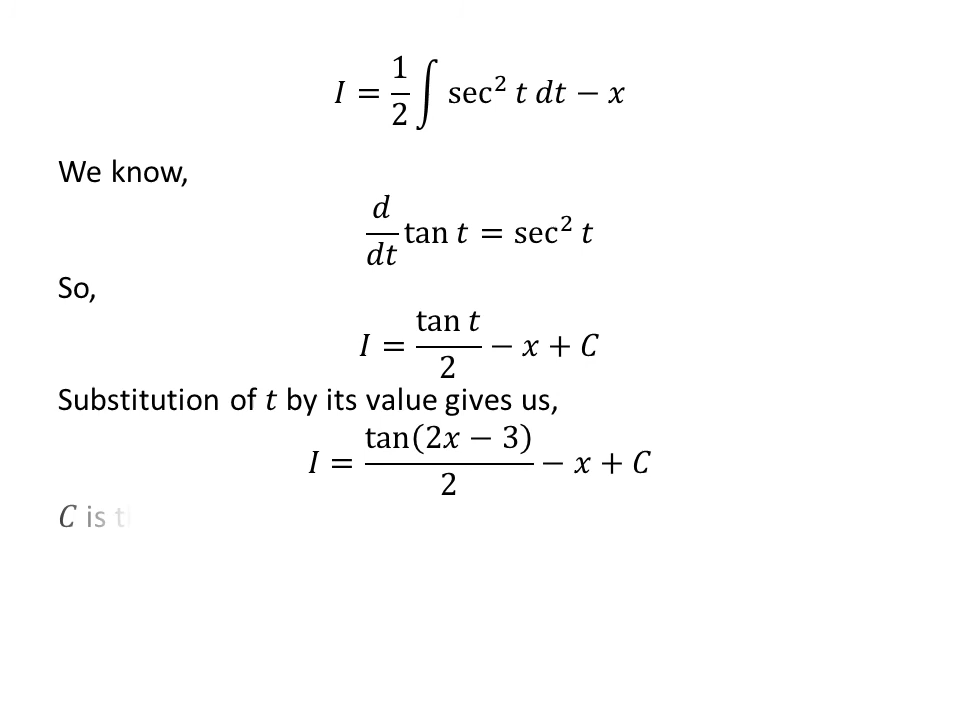 I = 1/2 ∫ sec² t dt − x
We know,
d/dt tan t = sec² t
So,
I = tan t / 2 − x + C
Substitution of t by its value gives us,
I = tan(2x − 3) / 2 − x + C
C is